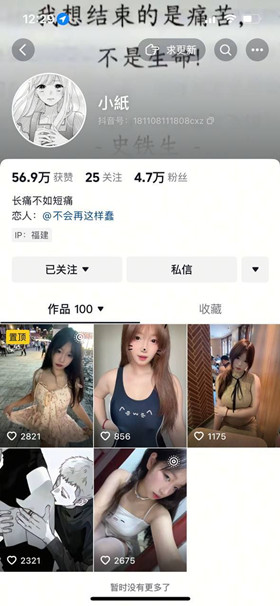 我想结束的是痛苦，
12:29
求更新
不是生命!
小紙
抖音号：181108111808cxz
- 史铁生 -
56.9万 获赞 25 关注 4.7万 粉丝
长痛不如短痛
恋人：@不会再这样蠢
IP：福建
已关注 私信
作品 100 收藏
置顶
2821 856 1175
2321 2675
暂时没有更多了